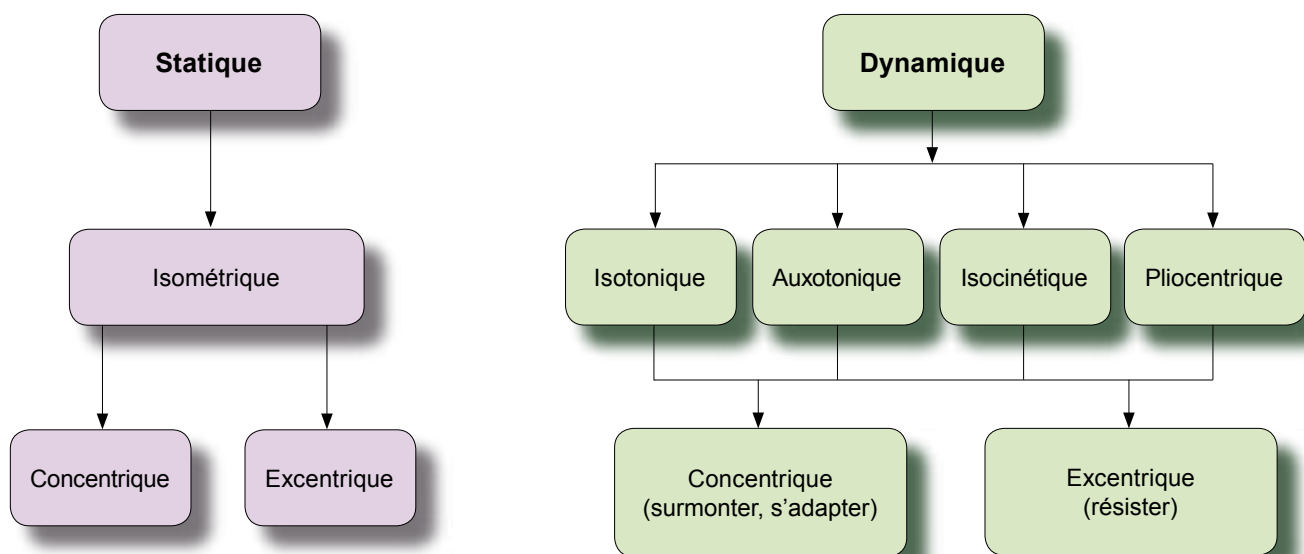 Statique
Dynamique
Isométrique
Isotonique
Auxotonique
Isocinétique
Pliocentrique
Concentrique
Excentrique
Concentrique
(surmonter, s’adapter)
Excentrique
(résister)